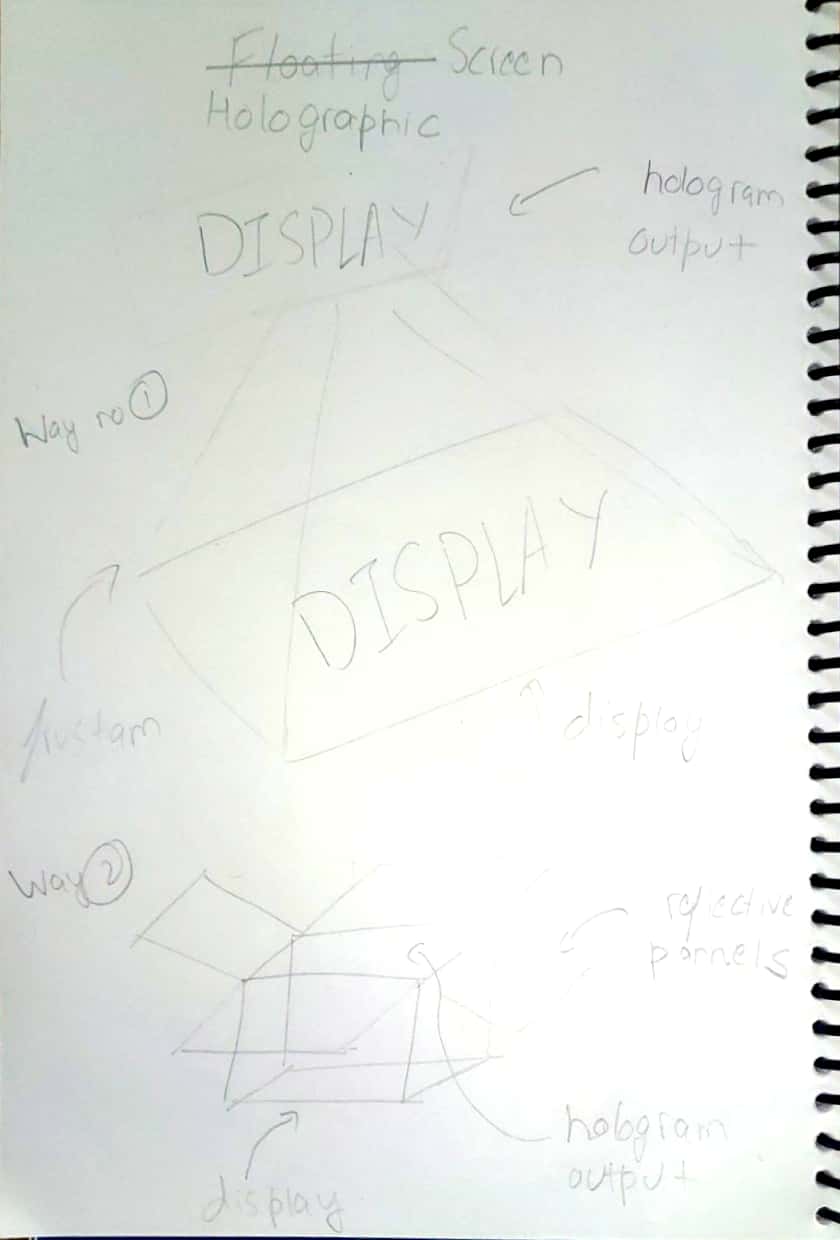 Floating Screen
Holographic
hologram
output
DISPLAY
Way no 1
DISPLAY
frustam
display
Way 2
reflective
pannels
hologram
output
display